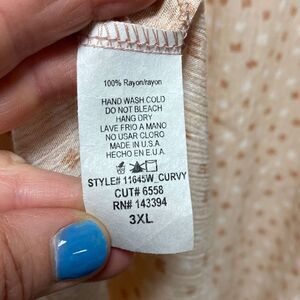 100% Rayon/rayon
HAND WASH COLD
DO NOT BLEACH
HANG DRY
LAVE FRIO A MANO
NO USAR CLORO
MADE IN U.S.A
HECHO EN E.U.A.
STYLE# 11645W_CURVY
CUT# 6558
RN# 143394
3XL